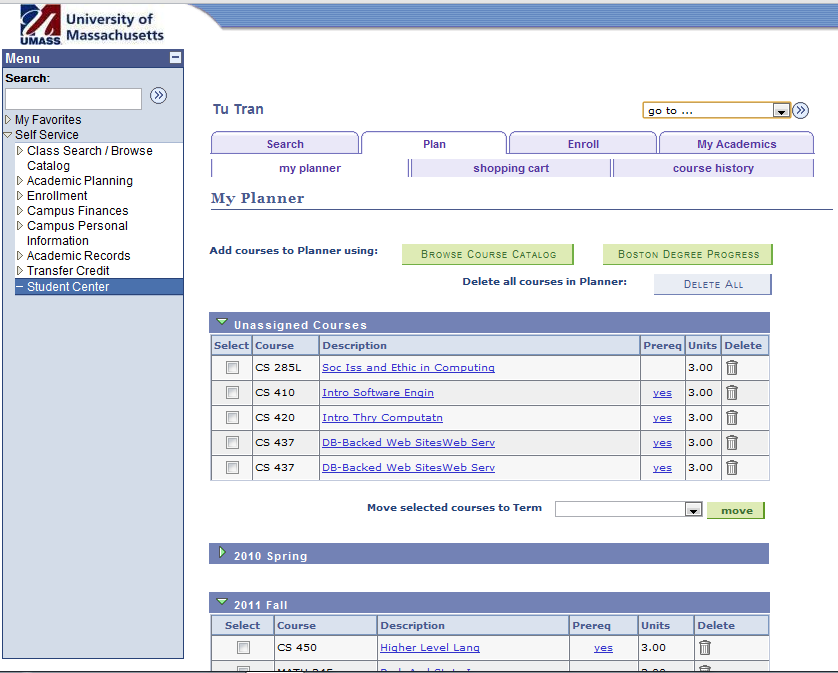 University of
Massachusetts
UMASS
Menu
Search:
My Favorites
Self Service
Class Search / Browse
Catalog
Academic Planning
Enrollment
Campus Finances
Campus Personal
Information
Academic Records
Transfer Credit
Student Center
Tu Tran
go to ...
Search Plan Enroll My Academics
my planner shopping cart course history
My Planner
Add courses to Planner using: BROWSE COURSE CATALOG BOSTON DEGREE PROGRESS
Delete all courses in Planner: DELETE ALL
Unassigned Courses
Select Course Description Prereq Units Delete
CS 285L Soc Iss and Ethic in Computing 3.00
CS 410 Intro Software Engin yes 3.00
CS 420 Intro Thry Computatn yes 3.00
CS 437 DB-Backed Web SitesWeb Serv yes 3.00
CS 437 DB-Backed Web SitesWeb Serv yes 3.00
Move selected courses to Term move
2010 Spring
2011 Fall
Select Course Description Prereq Units Delete
CS 450 Higher Level Lang yes 3.00